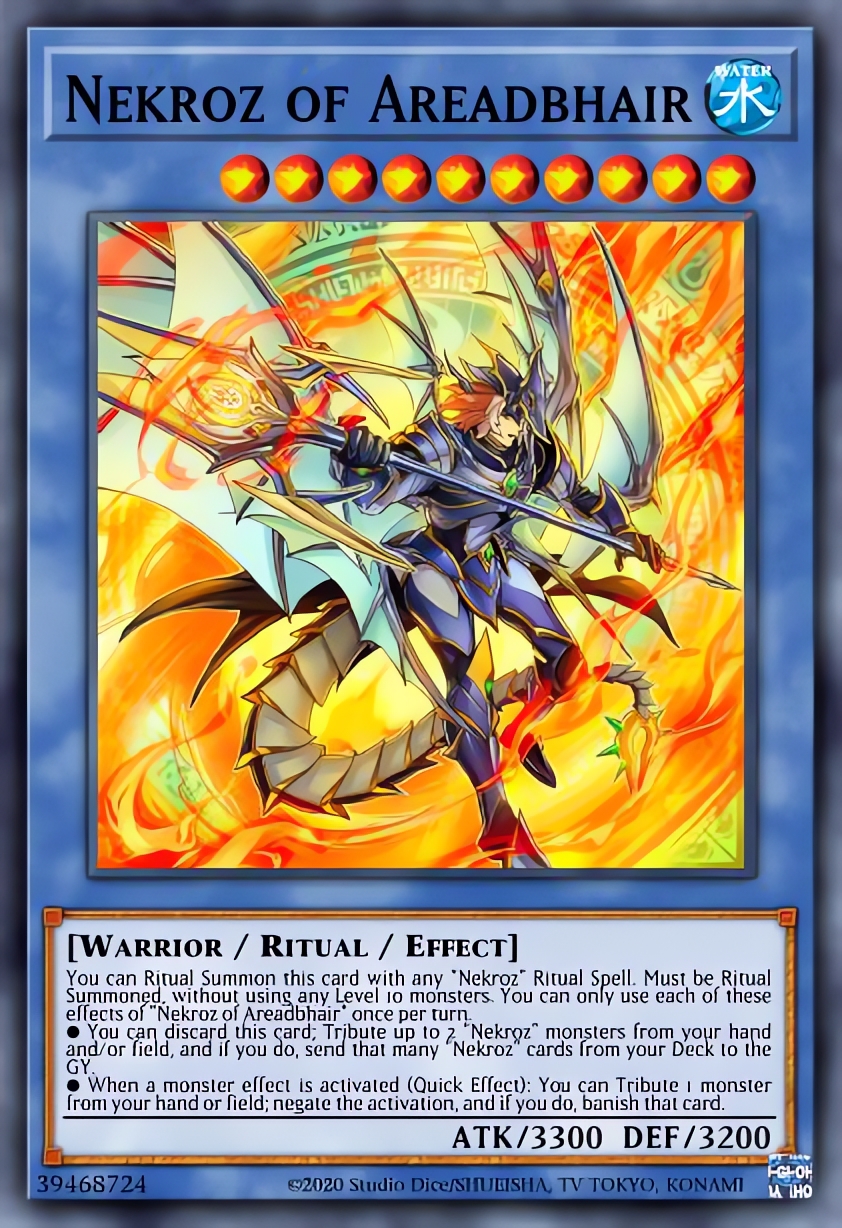 Nekroz of Areadbhair
WATER
水
[Warrior / Ritual / Effect]
You can Ritual Summon this card with any "Nekroz" Ritual Spell. Must be Ritual
Summoned, without using any Level 10 monsters. You can only use each of these
effects of "Nekroz of Areadbhair" once per turn.
● You can discard this card; Tribute up to 2 "Nekroz" monsters from your hand
and/or field, and if you do, send that many "Nekroz" cards from your Deck to the
GY.
● When a monster effect is activated (Quick Effect): You can Tribute 1 monster
from your hand or field; negate the activation, and if you do, banish that card.
ATK/3300 DEF/3200
39468724
©2020 Studio Dice/SHUEISHA, TV TOKYO, KONAMI